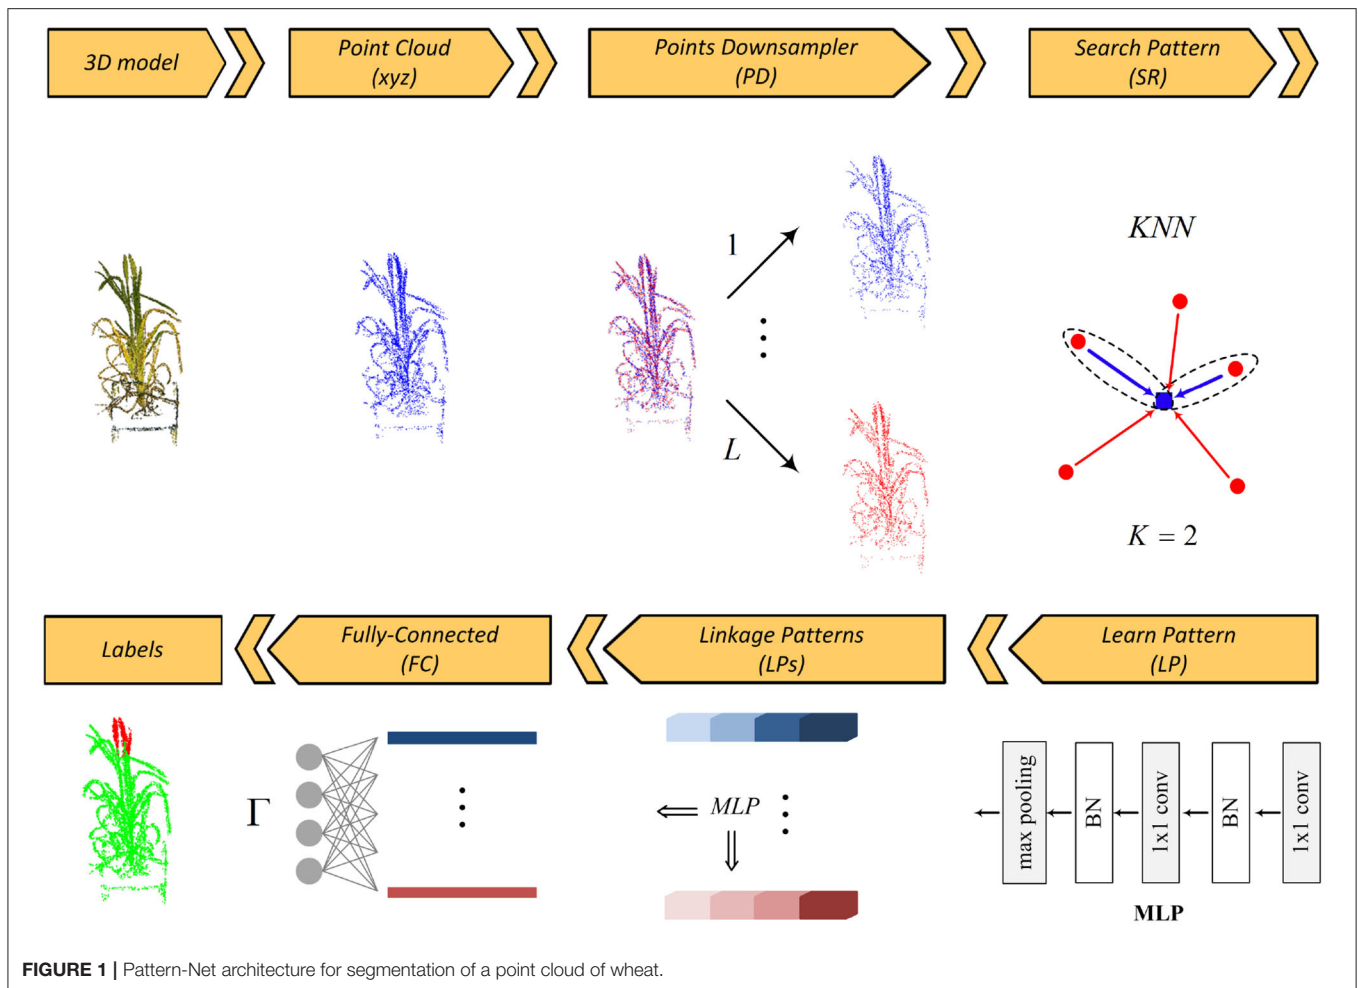 3D model
Point Cloud
(xyz)
Points Downsampler
(PD)
Search Pattern
(SR)
1
L
KNN
K = 2
Labels
Fully-Connected
(FC)
Linkage Patterns
(LPs)
Learn Pattern
(LP)
Γ
MLP
max pooling
BN
1x1 conv
BN
1x1 conv
MLP
FIGURE 1 | Pattern-Net architecture for segmentation of a point cloud of wheat.